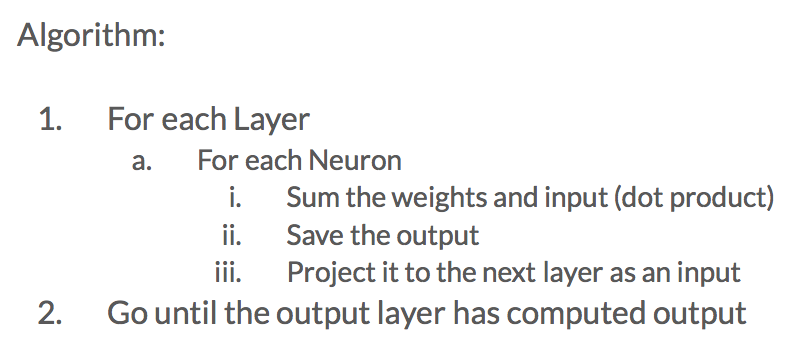 Algorithm:
1. For each Layer
a. For each Neuron
i. Sum the weights and input (dot product)
ii. Save the output
iii. Project it to the next layer as an input
2. Go until the output layer has computed output